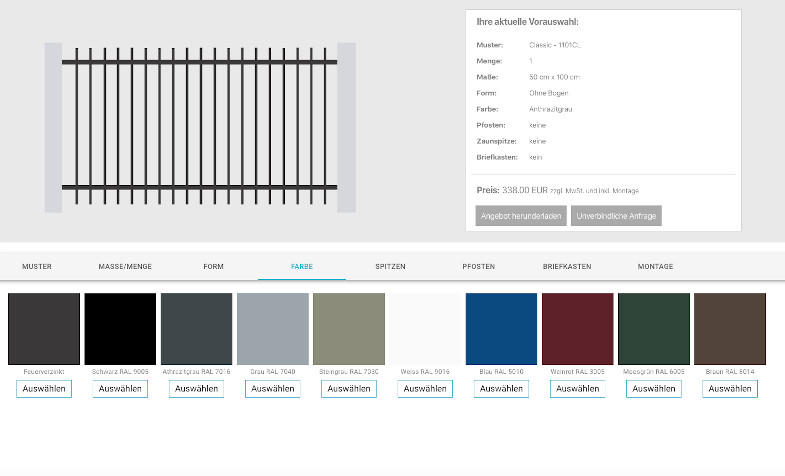 Ihre aktuelle Vorauswahl:
Muster: Classic - 1101CL
Menge: 1
Maße: 50 cm x 100 cm
Form: Ohne Bogen
Farbe: Anthrazitgrau
Pfosten: keine
Zaunspitze: keine
Briefkasten: kein
Preis: 338.00 EUR zzgl. MwSt. und inkl. Montage
Angebot herunderladen Unverbindliche Anfrage
MUSTER MASSE/MENGE FORM FARBE SPITZEN PFOSTEN BRIEFKASTEN MONTAGE
Feuerverzinkt Schwarz RAL 9005 Athrazitgrau RAL 7016 Grau RAL 7040 Steingrau RAL 7030 Weiss RAL 9016 Blau RAL 5010 Weinrot RAL 3005 Moosgrün RAL 6005 Braun RAL 8014
Auswählen Auswählen Auswählen Auswählen Auswählen Auswählen Auswählen Auswählen Auswählen Auswählen